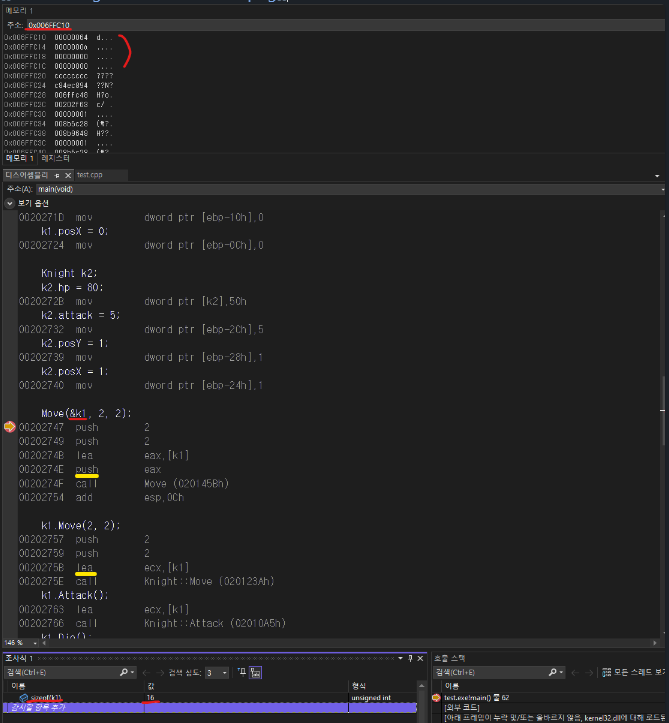 메모리 1
주소: 0x006FFC10
0x006FFC10 00000064 d...
0x006FFC14 0000000a ....
0x006FFC18 00000000 ....
0x006FFC1C 00000000 ....
0x006FFC20 cccccccc ????
0x006FFC24
0x006FFC28 006ffc48
0x006FFC2C 00202f63 c/ .
0x006FFC30 00000001 ....
0x006FFC34
0x006FFC38
0x006FFC3C 00000001 ....
메모리 1 레지스터
디스어셈블리 test.cpp
주소(A): main(void)
보기 옵션
0020271D mov dword ptr [ebp-10h],0
k1.posX = 0;
00202724 mov dword ptr [ebp-0Ch],0
Knight k2;
k2.hp = 80;
0020272B mov dword ptr [k2],50h
k2.attack = 5;
00202732 mov dword ptr [ebp-2Ch],5
k2.posY = 1;
00202739 mov dword ptr [ebp-28h],1
k2.posX = 1;
00202740 mov dword ptr [ebp-24h],1
Move(&k1, 2, 2);
00202747 push 2
00202749 push 2
0020274B lea eax,[k1]
0020274E push eax
0020274F call Move (020145Bh)
00202754 add esp,0Ch
k1.Move(2, 2);
00202757 push 2
00202759 push 2
0020275B lea ecx,[k1]
0020275E call Knight::Move (020123Ah)
k1.Attack();
00202763 lea ecx,[k1]
00202766 call Knight::Attack (02010A5h)
k1.Die();
146 %
조사식 1
호출 스택
검색(Ctrl+E) 검색 심도: 3
검색(Ctrl+E) 모든 스레드 보기
이름 값 형식
이름
sizeof(k1) 16 unsigned int
조사식에 항목 추가
test.exe!main() 줄 62
[외부 코드]
[아래 프레임이 누락 및/또는 올바르지 않음, kernel32.dll에 대해 로드된